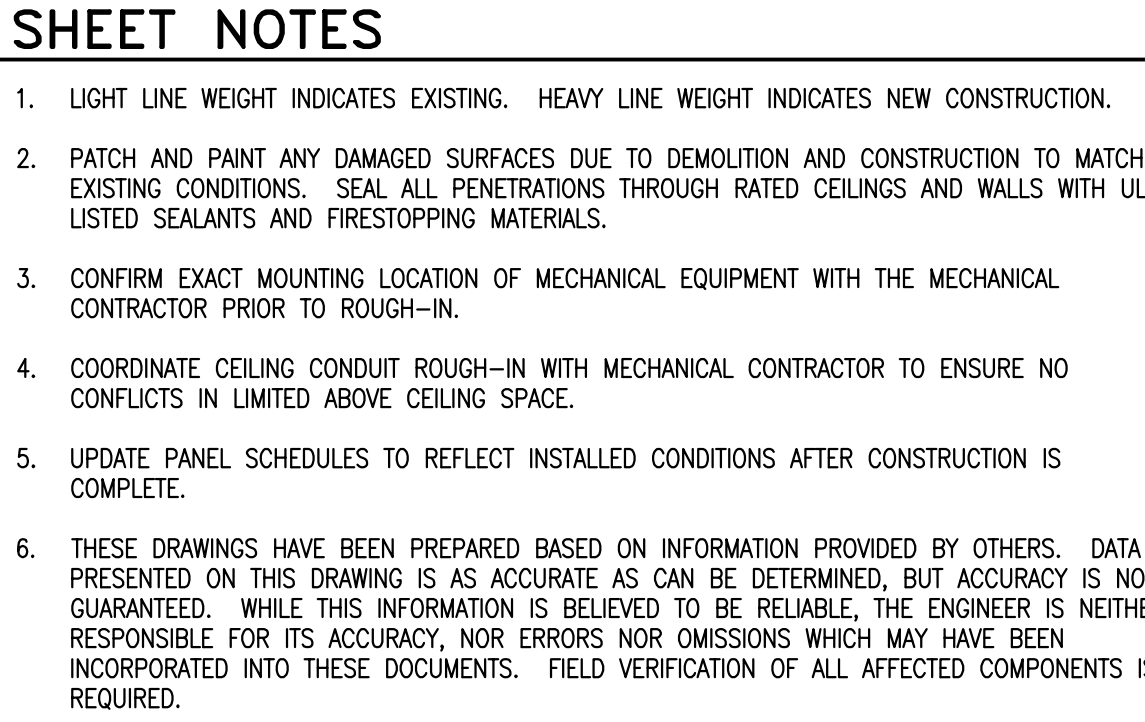 SHEET NOTES
1. LIGHT LINE WEIGHT INDICATES EXISTING. HEAVY LINE WEIGHT INDICATES NEW CONSTRUCTION.
2. PATCH AND PAINT ANY DAMAGED SURFACES DUE TO DEMOLITION AND CONSTRUCTION TO MATCH
EXISTING CONDITIONS. SEAL ALL PENETRATIONS THROUGH RATED CEILINGS AND WALLS WITH UL
LISTED SEALANTS AND FIRESTOPPING MATERIALS.
3. CONFIRM EXACT MOUNTING LOCATION OF MECHANICAL EQUIPMENT WITH THE MECHANICAL
CONTRACTOR PRIOR TO ROUGH-IN.
4. COORDINATE CEILING CONDUIT ROUGH-IN WITH MECHANICAL CONTRACTOR TO ENSURE NO
CONFLICTS IN LIMITED ABOVE CEILING SPACE.
5. UPDATE PANEL SCHEDULES TO REFLECT INSTALLED CONDITIONS AFTER CONSTRUCTION IS
COMPLETE.
6. THESE DRAWINGS HAVE BEEN PREPARED BASED ON INFORMATION PROVIDED BY OTHERS. DATA
PRESENTED ON THIS DRAWING IS AS ACCURATE AS CAN BE DETERMINED, BUT ACCURACY IS NO
GUARANTEED. WHILE THIS INFORMATION IS BELIEVED TO BE RELIABLE, THE ENGINEER IS NEITHE
RESPONSIBLE FOR ITS ACCURACY, NOR ERRORS NOR OMISSIONS WHICH MAY HAVE BEEN
INCORPORATED INTO THESE DOCUMENTS. FIELD VERIFICATION OF ALL AFFECTED COMPONENTS IS
REQUIRED.